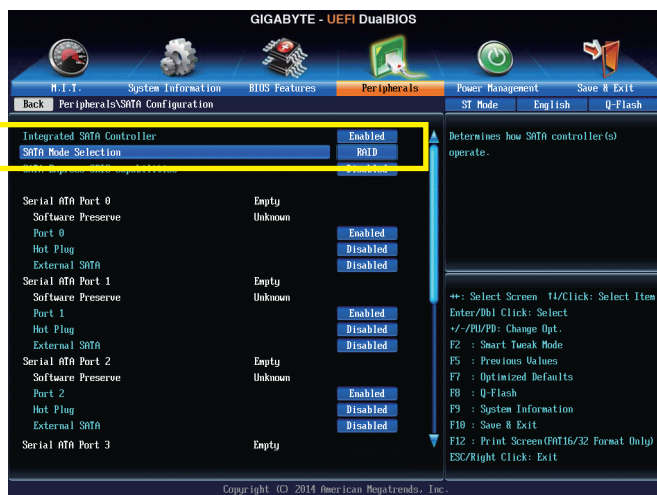 GIGABYTE - UEFI DualBIOS
M.I.T. System Information BIOS Features Peripherals Power Management Save & Exit
Back Peripherals\SATA Configuration ST Mode English Q-Flash
Integrated SATA Controller Enabled
SATA Mode Selection RAID
SATA Express SRIS Capabilities Disabled
Determines how SATA controller(s)
operate.
Serial ATA Port 0 Empty
Software Preserve Unknown
Port 0 Enabled
Hot Plug Disabled
External SATA Disabled
Serial ATA Port 1 Empty
Software Preserve Unknown
Port 1 Enabled
Hot Plug Disabled
External SATA Disabled
Serial ATA Port 2 Empty
Software Preserve Unknown
Port 2 Enabled
Hot Plug Disabled
External SATA Disabled
Serial ATA Port 3 Empty
↔: Select Screen ↑↓/Click: Select Item
Enter/Dbl Click: Select
+/-/PU/PD: Change Opt.
F2 : Smart Tweak Mode
F5 : Previous Values
F7 : Optimized Defaults
F8 : Q-Flash
F9 : System Information
F10 : Save & Exit
F12 : Print Screen(FAT16/32 Format Only)
ESC/Right Click: Exit
Copyright (C) 2014 American Megatrends, Inc.